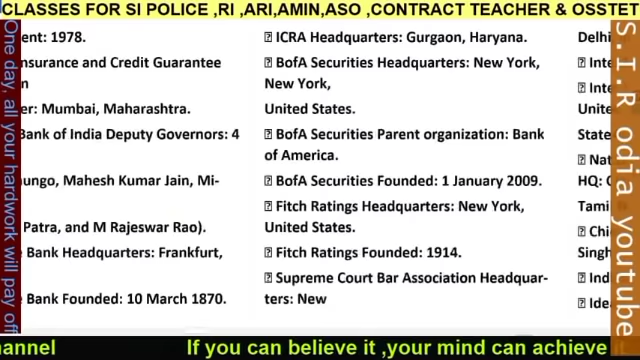 CLASSES FOR SI POLICE ,RI ,ARI,AMIN,ASO ,CONTRACT TEACHER & OSSTET
One day, all your hardwork will pay off
ent: 1978.
nsurance and Credit Guarantee
n
er: Mumbai, Maharashtra.
Bank of India Deputy Governors: 4
ungo, Mahesh Kumar Jain, Mi-
Patra, and M Rajeswar Rao).
e Bank Headquarters: Frankfurt,
e Bank Founded: 10 March 1870.
ICRA Headquarters: Gurgaon, Haryana.
BofA Securities Headquarters: New York,
New York,
United States.
BofA Securities Parent organization: Bank
of America.
BofA Securities Founded: 1 January 2009.
Fitch Ratings Headquarters: New York,
United States.
Fitch Ratings Founded: 1914.
Supreme Court Bar Association Headquar-
ters: New
Delhi
Inte
Inte
Unite
State
Nat
HQ:
Tami
Chi
Singh
Ind
Idea
S.I.R odia youtube
annel
If you can believe it ,your mind can achieve